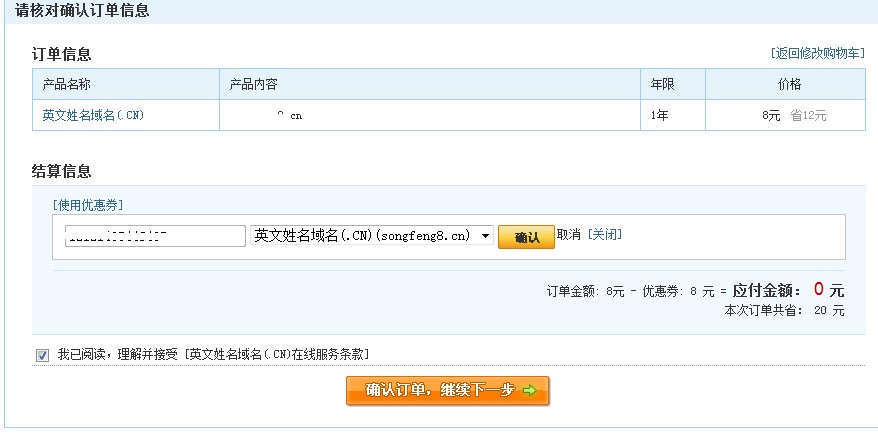 请核对确认订单信息
订单信息 [返回修改购物车]
产品名称 产品内容 年限 价格
英文姓名域名(.CN) cn 1年 8元 省12元
结算信息
[使用优惠券]
英文姓名域名(.CN)(songfeng8.cn) 确认 取消 [关闭]
订单金额: 8元 - 优惠券: 8 元 = 应付金额： 0 元
本次订单共省： 20 元
我已阅读，理解并接受 [英文姓名域名(.CN)在线服务条款]
确认订单，继续下一步